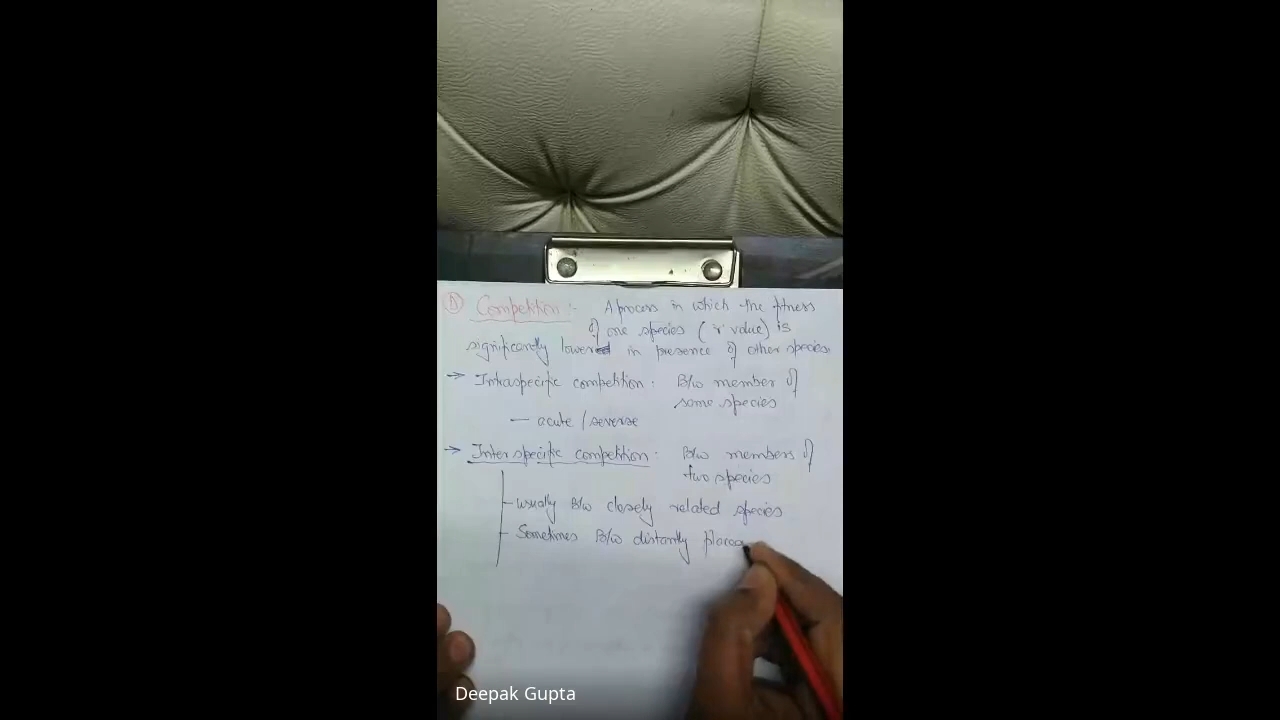 (A) Competition :- A process in which the fitness
of one species ( r value) is
significantly lowered in presence of other species.
→ Intraspecific competition : B/w member of
same species
— acute / severse
→ Interspecific competition : B/w members of
two species
- usually B/w closely related species
- Sometimes B/w distantly placed
Deepak Gupta